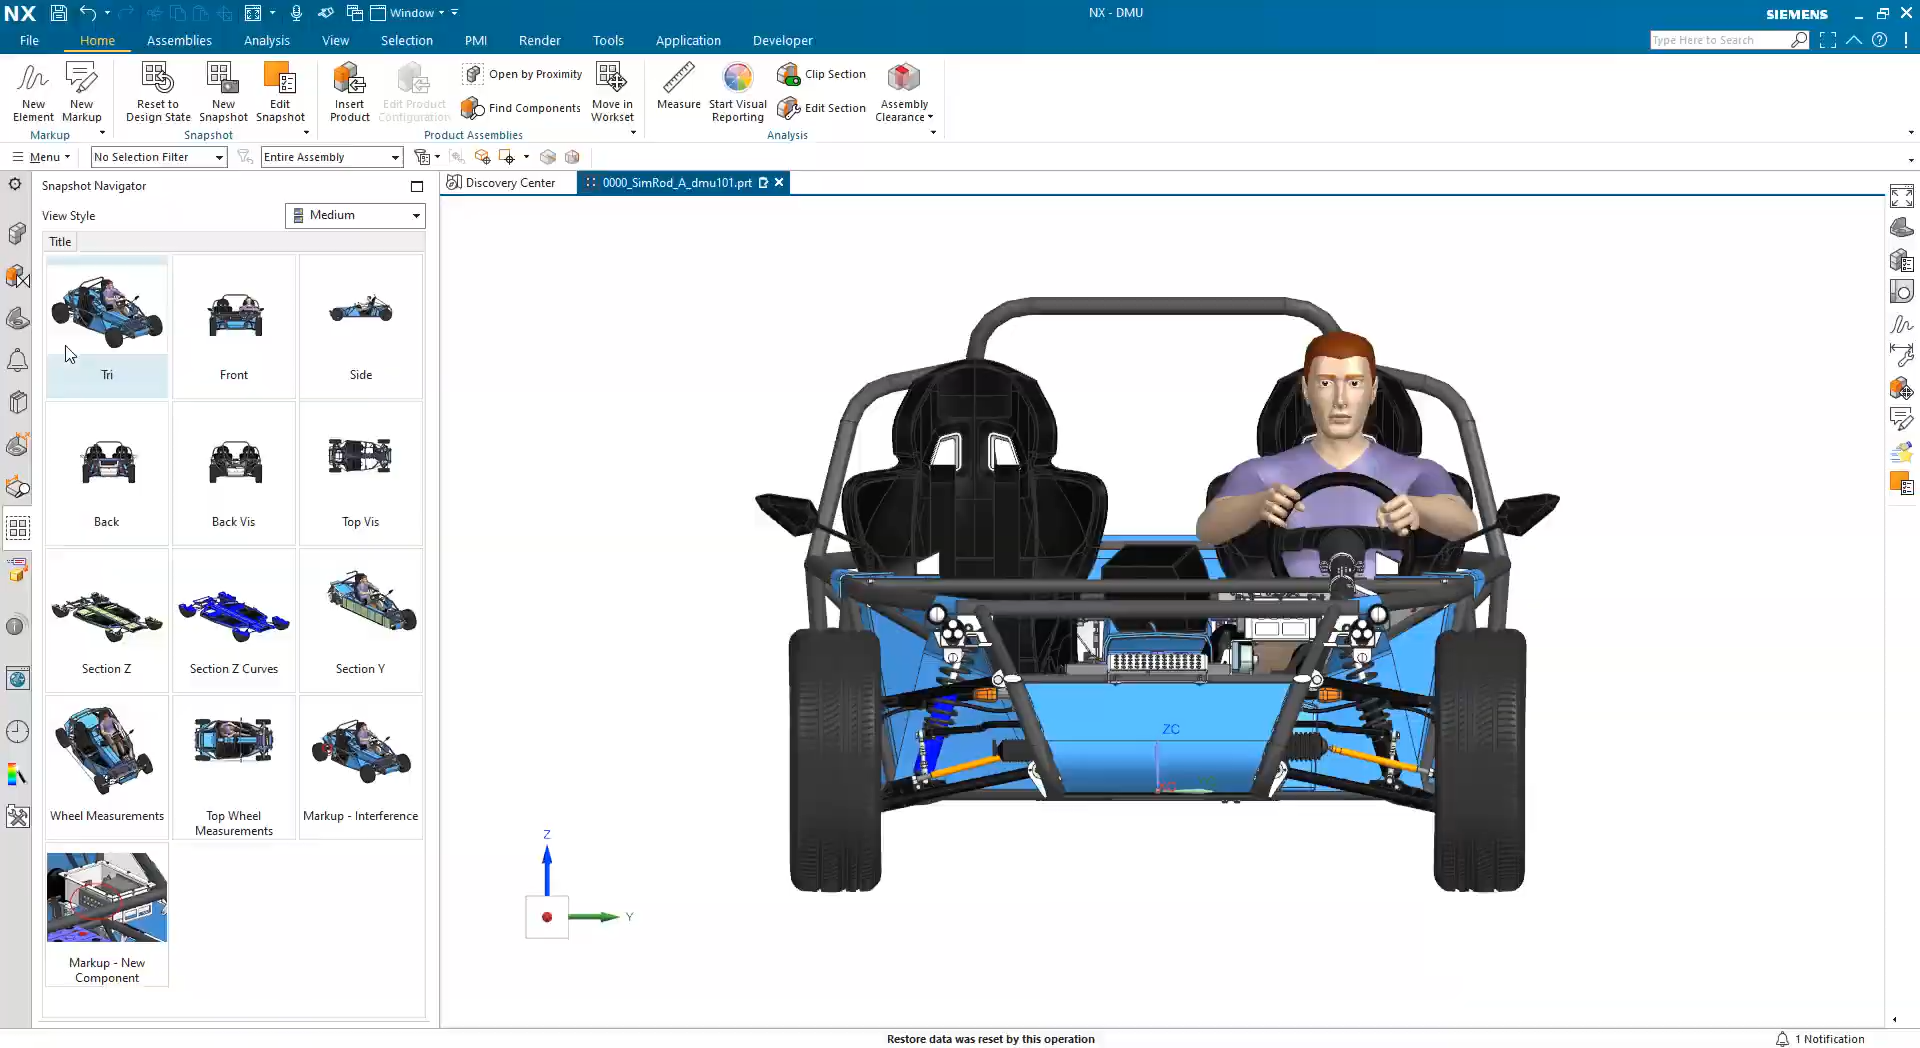 NX
Window
NX - DMU
SIEMENS
File
Home
Assemblies
Analysis
View
Selection
PMI
Render
Tools
Application
Developer
Type Here to Search
New Element
New Markup
Reset to Design State
New Snapshot
Edit Snapshot
Insert Product
Edit Product Configuration
Open by Proximity
Find Components
Move in Workset
Measure
Start Visual Reporting
Clip Section
Edit Section
Assembly Clearance
Markup
Snapshot
Product Assemblies
Analysis
Menu
No Selection Filter
Entire Assembly
Snapshot Navigator
Discovery Center
0000_SimRod_A_dmu101.prt
View Style
Medium
Title
Tri
Front
Side
Back
Back Vis
Top Vis
Section Z
Section Z Curves
Section Y
Wheel Measurements
Top Wheel Measurements
Markup - Interference
Markup - New Component
ZC
Z
Y
Restore data was reset by this operation
1 Notification